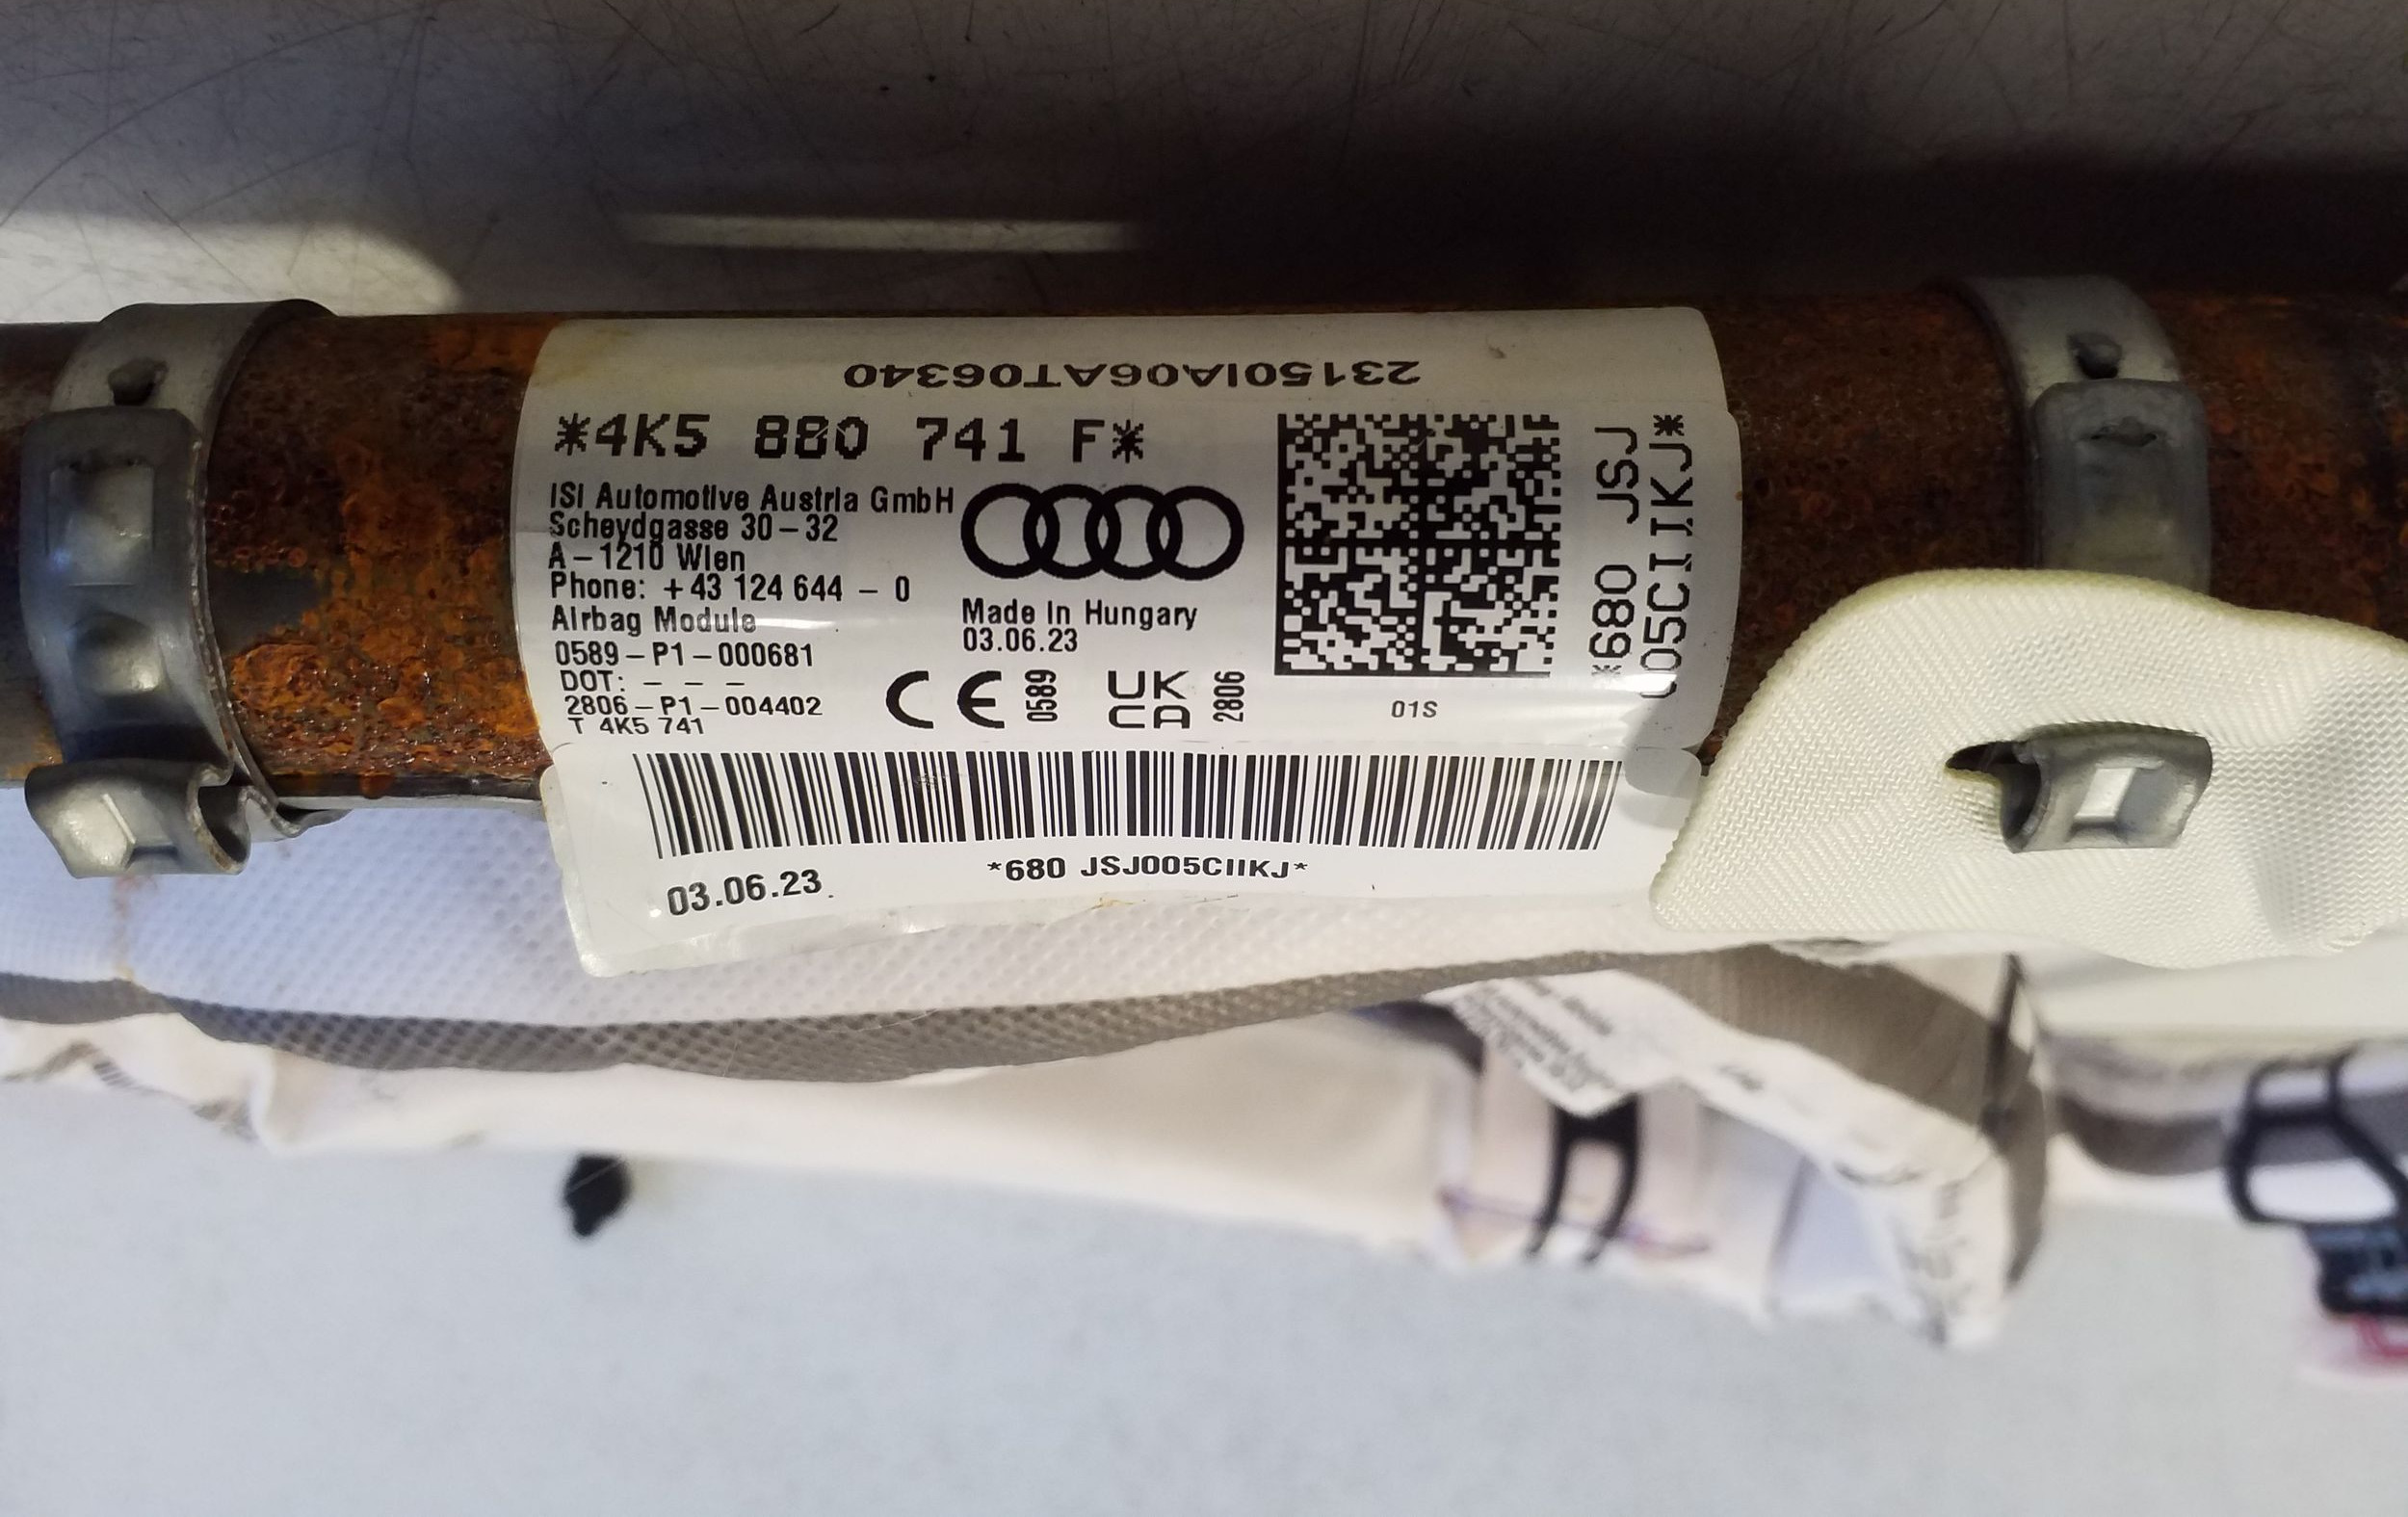 23150IA06AT06340
*4K5 880 741 F*
ISI Automotive Austria GmbH
Scheydgasse 30-32
A-1210 Wien
Phone: +43 124 644 - 0
Airbag Module
0589-P1-000681
DOT: - - -
2806-P1-004402
T 4K5 741
Made In Hungary
03.06.23
CE 0589
UK
CA 2806
01S
*680 JSJ
005CIIKJ*
*680 JSJ005CIIKJ*
03.06.23